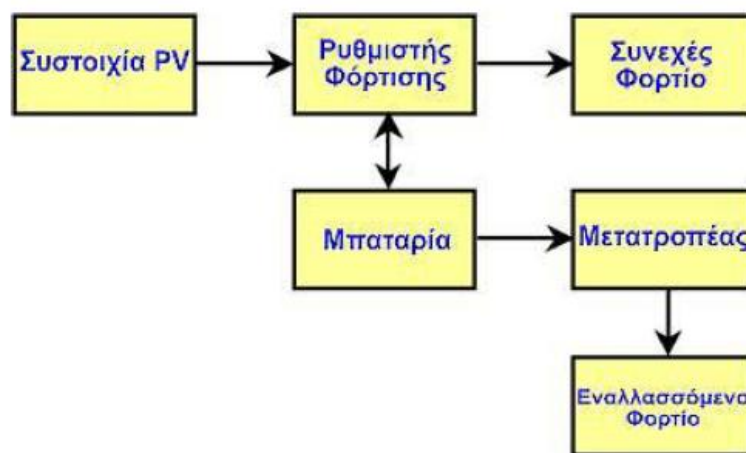 Συστοιχία PV
Ρυθμιστής
Φόρτισης
Συνεχές
Φορτίο
Μπαταρία
Μετατροπέας
Εναλλασσόμενο
Φορτίο